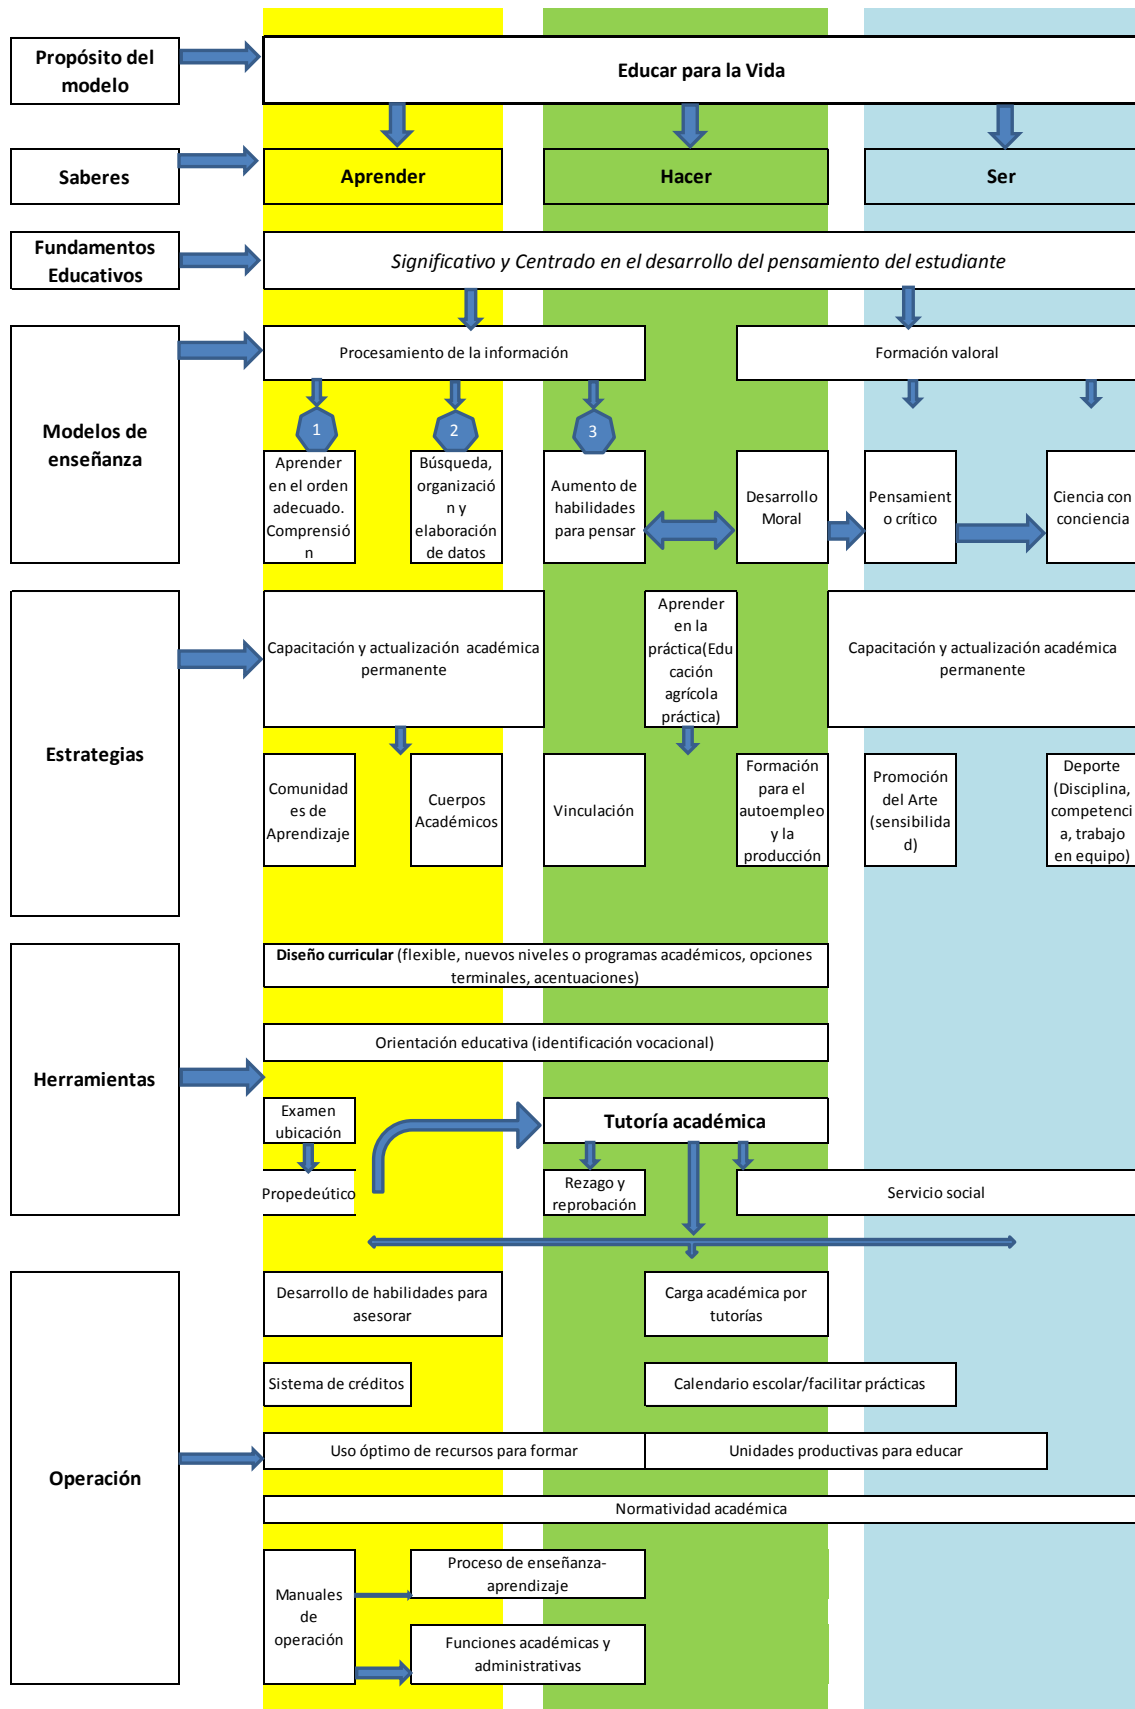 Propósito del
modelo
Educar para la Vida
Saberes
Aprender
Hacer
Ser
Fundamentos
Educativos
Significativo y Centrado en el desarrollo del pensamiento del estudiante
Modelos de
enseñanza
Procesamiento de la información
Formación valoral
1
2
3
Aprender
en el orden
adecuado.
Comprensió
n
Búsqueda,
organizació
n y
elaboración
de datos
Aumento de
habilidades
para pensar
Desarrollo
Moral
Pensamient
o crítico
Ciencia con
conciencia
Estrategias
Capacitación y actualización académica
permanente
Aprender
en la
práctica(Edu
cación
agrícola
práctica)
Capacitación y actualización académica
permanente
Comunidad
es de
Aprendizaje
Cuerpos
Académicos
Vinculación
Formación
para el
autoempleo
y la
producción
Promoción
del Arte
(sensibilida
d)
Deporte
(Disciplina,
competenci
a, trabajo
en equipo)
Herramientas
Diseño curricular (flexible, nuevos niveles o programas académicos, opciones
terminales, acentuaciones)
Orientación educativa (identificación vocacional)
Examen
ubicación
Tutoría académica
Propedeútico
Rezago y
reprobación
Servicio social
Operación
Desarrollo de habilidades para
asesorar
Carga académica por
tutorías
Sistema de créditos
Calendario escolar/facilitar prácticas
Uso óptimo de recursos para formar
Unidades productivas para educar
Normatividad académica
Manuales
de
operación
Proceso de enseñanza-
aprendizaje
Funciones académicas y
administrativas